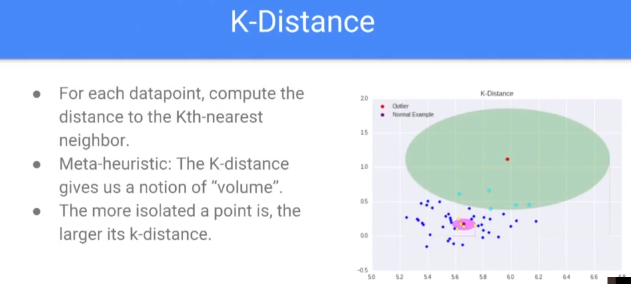 K-Distance
● For each datapoint, compute the
distance to the Kth-nearest
neighbor.
● Meta-heuristic: The K-distance
gives us a notion of “volume”.
● The more isolated a point is, the
larger its k-distance.
K-Distance
Outlier
Normal Example
2.0
1.5
1.0
0.5
0.0
-0.5
5.0 5.2 5.4 5.6 5.8 6.0 6.2 6.4 6.6 6.8